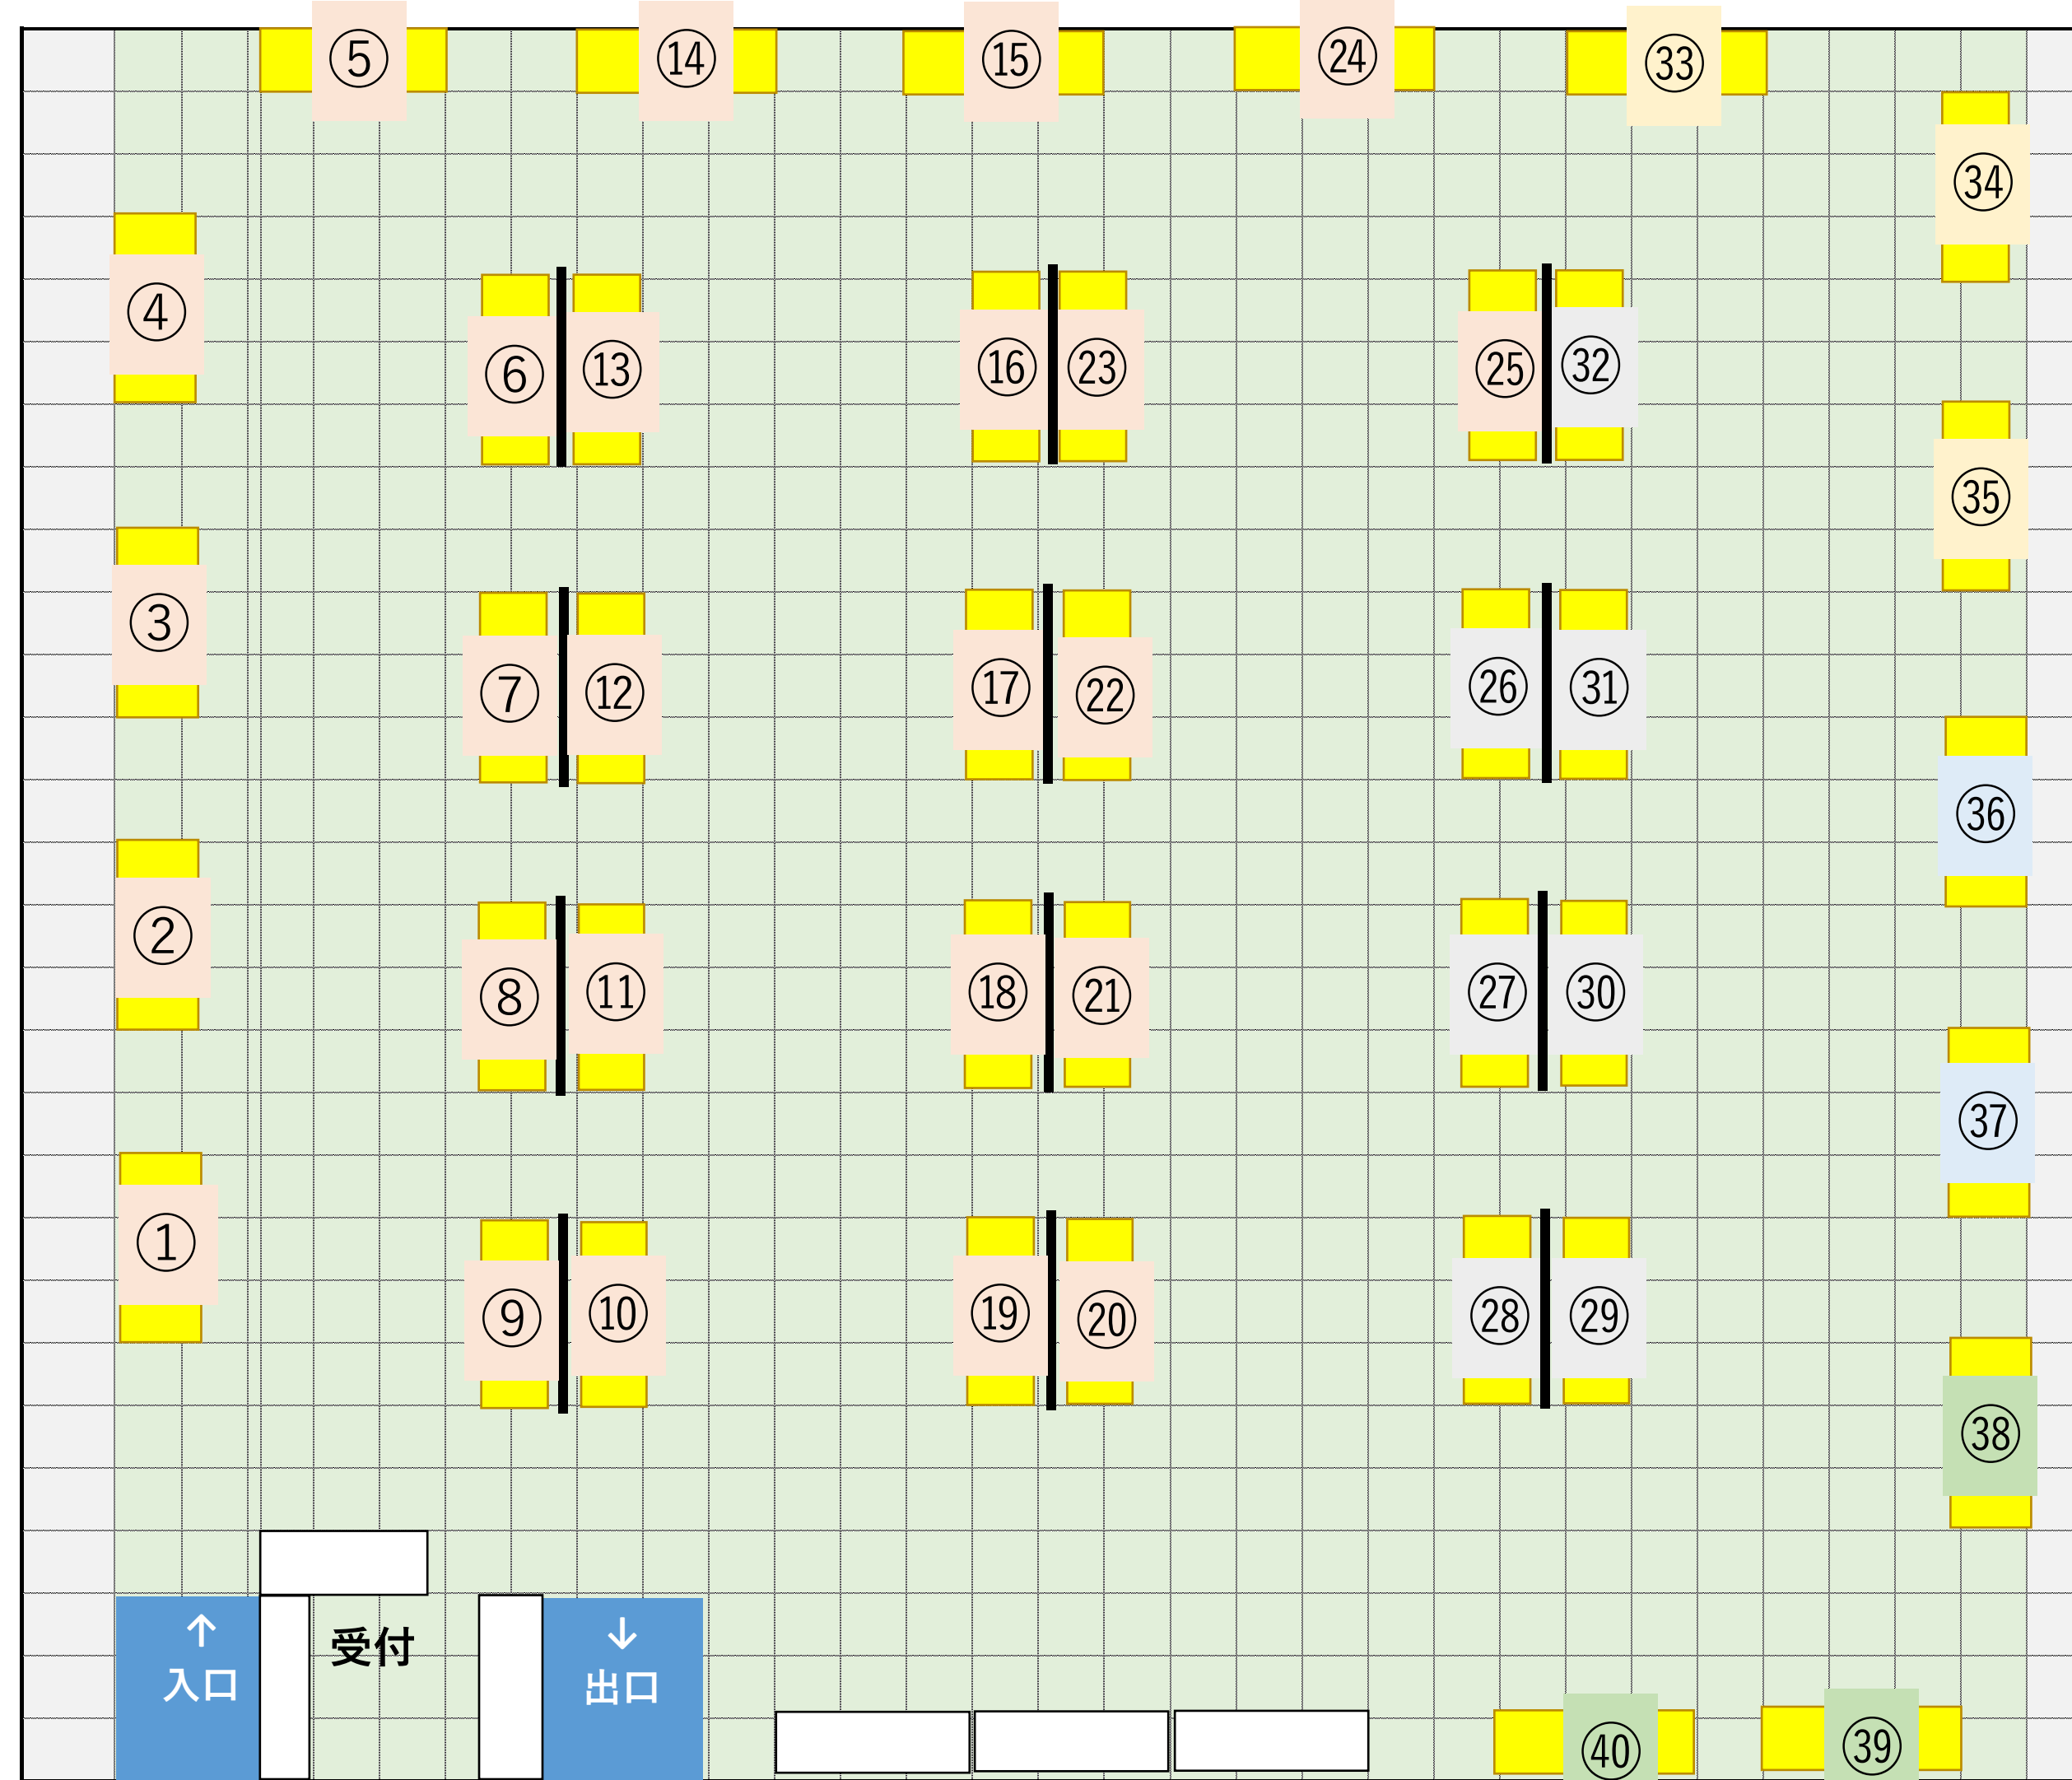 ⑤ ⑭ ⑮ ㉔ ㉝
㉞
④ ⑥ ⑬ ⑯ ㉓ ㉕ ㉜
㉟
③ ⑦ ⑫ ⑰ ㉒ ㉖ ㉛
㊱
② ⑧ ⑪ ⑱ ㉑ ㉗ ㉚
㊲
① ⑨ ⑩ ⑲ ⑳ ㉘ ㉙
㊳
↑ 受付 ↓
入口 出口
㊵ ㊴